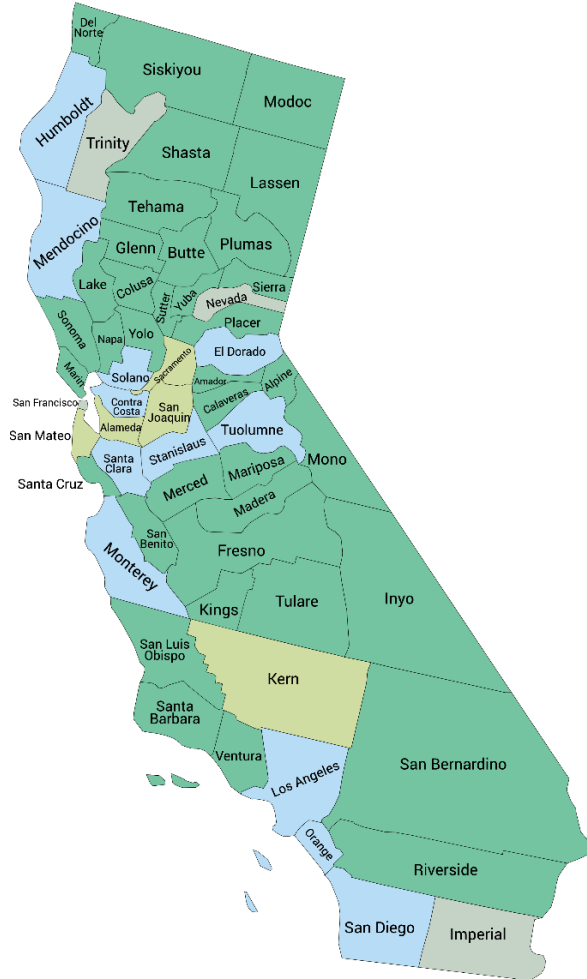 Del
Norte
Siskiyou
Modoc
Humboldt
Trinity
Shasta
Lassen
Tehama
Mendocino
Glenn
Butte
Plumas
Lake
Colusa
Sutter
Yuba
Sierra
Nevada
Placer
Sonoma
Napa
Yolo
El Dorado
Sacramento
Marin
Solano
Amador
Alpine
San Francisco
Contra
Costa
San
Joaquin
Calaveras
Alameda
Tuolumne
San Mateo
Santa
Clara
Stanislaus
Mono
Santa Cruz
Merced
Mariposa
Madera
San
Benito
Fresno
Monterey
Kings
Tulare
Inyo
San Luis
Obispo
Kern
Santa
Barbara
Ventura
Los Angeles
San Bernardino
Orange
Riverside
San Diego
Imperial